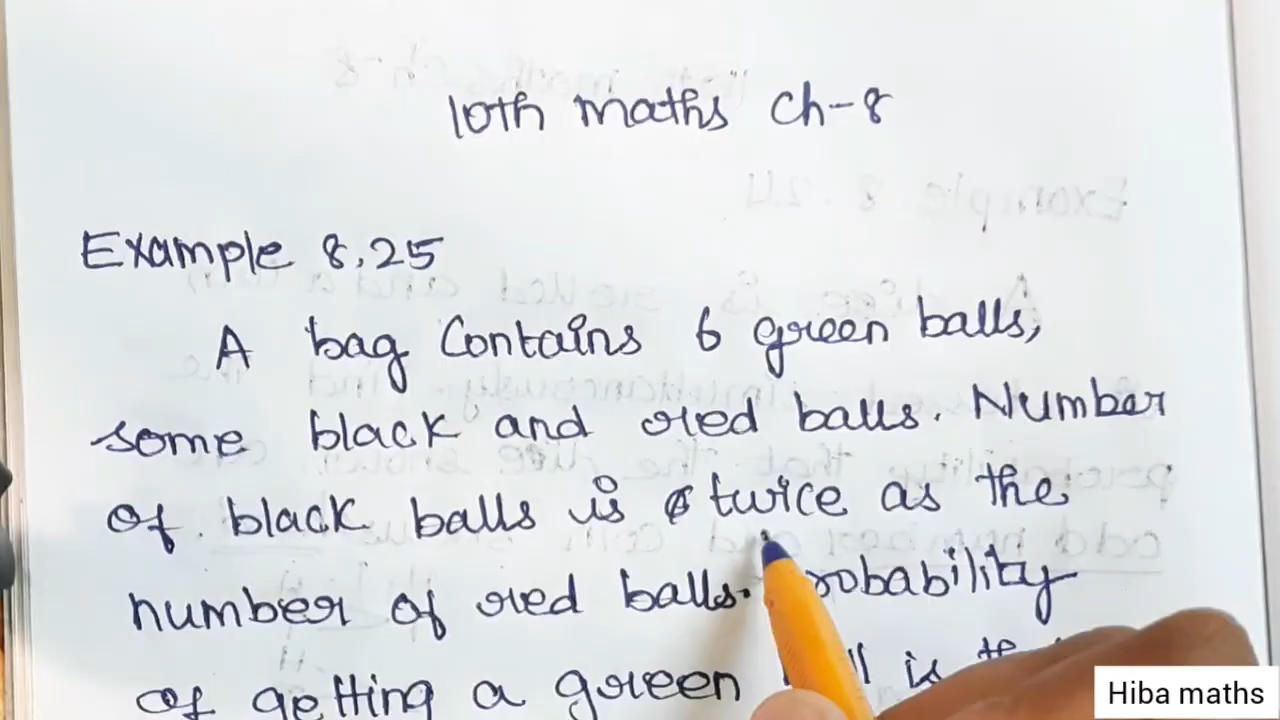 10th maths Ch-8
Example 8.25
A bag Contains 6 green balls,
some black and red balls. Number
of black balls is twice as the
number of red balls. robability
of getting a green is
Hiba maths